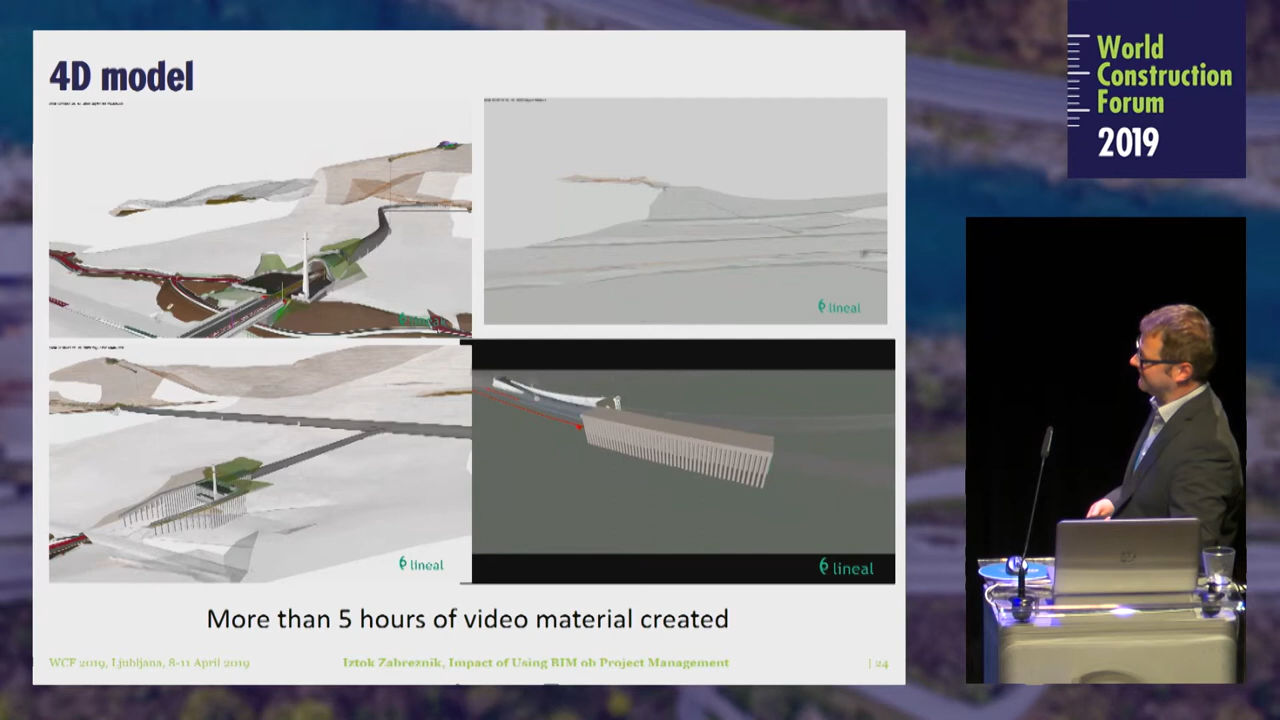 4D model
lineal
lineal
lineal
More than 5 hours of video material created
WCF 2019, Ljubljana, 8-11 April 2019
Iztok Zabreznik, Impact of Using BIM ob Project Management
| 24
World
Construction
Forum
2019